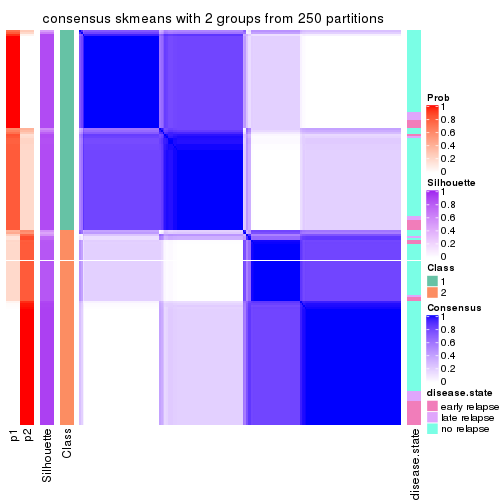 consensus skmeans with 2 groups from 250 partitions
Prob
1
0.8
0.6
0.4
0.2
0
Silhouette
1
0.8
0.6
0.4
0.2
0
Class
1
2
Consensus
1
0.8
0.6
0.4
0.2
0
disease.state
early relapse
late relapse
no relapse
p1
p2
Silhouette
Class
disease.state